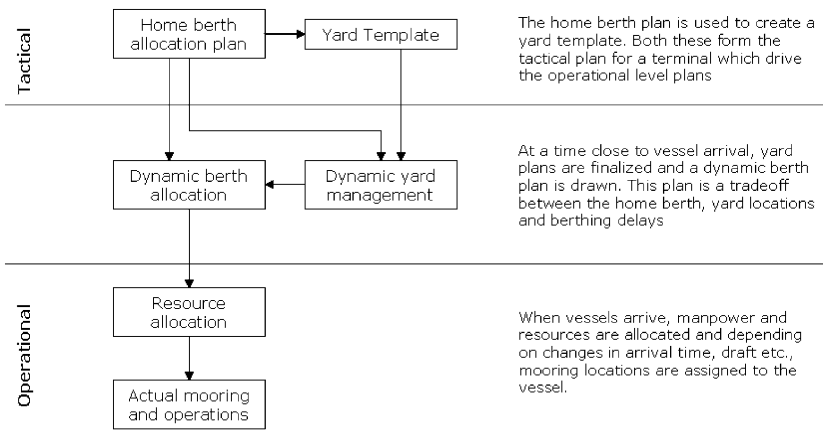 Tactical
Home berth
allocation plan
Yard Template
The home berth plan is used to create a
yard template. Both these form the
tactical plan for a terminal which drive
the operational level plans
Dynamic berth
allocation
Dynamic yard
management
At a time close to vessel arrival, yard
plans are finalized and a dynamic berth
plan is drawn. This plan is a tradeoff
between the home berth, yard locations
and berthing delays
Operational
Resource
allocation
Actual mooring
and operations
When vessels arrive, manpower and
resources are allocated and depending
on changes in arrival time, draft etc.,
mooring locations are assigned to the
vessel.